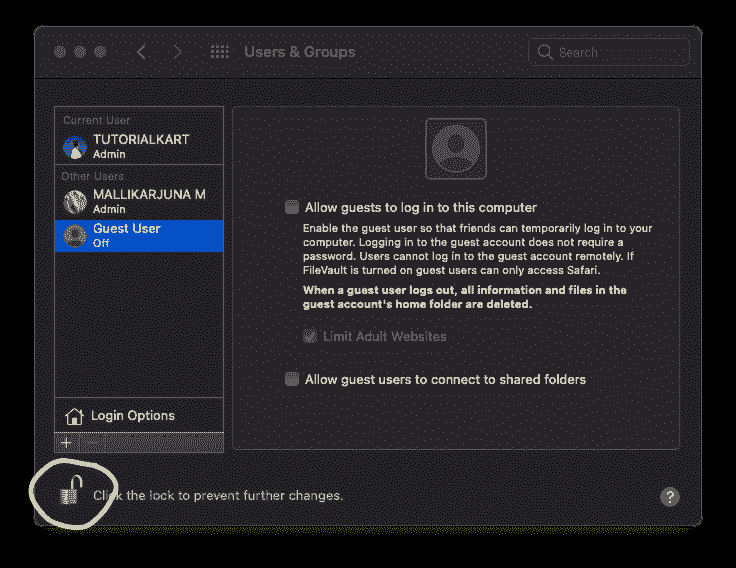 Users & Groups
Search
Current User
TUTORIALKART
Admin
Other Users
MALLIKARJUNA M
Admin
Guest User
Off
Login Options
Allow guests to log in to this computer
Enable the guest user so that friends can temporarily log in to your
computer. Logging in to the guest account does not require a
password. Users cannot log in to the guest account remotely. If
FileVault is turned on guest users can only access Safari.
When a guest user logs out, all information and files in the
guest account's home folder are deleted.
Limit Adult Websites
Allow guest users to connect to shared folders
Click the lock to prevent further changes.
?